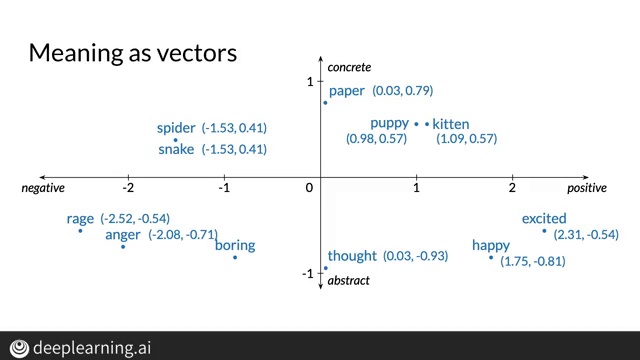 Meaning as vectors
concrete
1
paper (0.03, 0.79)
puppy
kitten
(0.98, 0.57)
(1.09, 0.57)
spider (-1.53, 0.41)
snake (-1.53, 0.41)
negative
-2
-1
0
1
2
positive
rage (-2.52, -0.54)
anger (-2.08, -0.71)
boring
excited
(2.31, -0.54)
happy
(1.75, -0.81)
thought (0.03, -0.93)
-1
abstract
deeplearning.ai